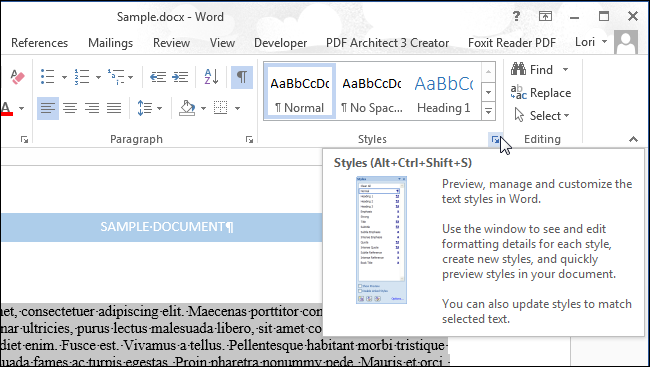 Sample.docx - Word
References Mailings Review View Developer PDF Architect 3 Creator Foxit Reader PDF Lori
AaBbCcDc AaBbCcDc AaBbCc
¶ Normal ¶ No Spac... Heading 1
Find
Replace
Select
Paragraph Styles Editing
Styles (Alt+Ctrl+Shift+S)
Preview, manage and customize the
text styles in Word.
Use the window to see and edit
formatting details for each style,
create new styles, and quickly
preview styles in your document.
You can also update styles to match
selected text.
SAMPLE·DOCUMENT¶
net,·consectetuer·adipiscing·elit.·Maecenas·porttitor·con
nar·ultricies,·purus·lectus·malesuada·libero,·sit·amet·co
diet·enim.·Fusce·est.·Vivamus·a·tellus.·Pellentesque·habitant·morbi·tristique·
uada·fames·ac·turpis·egestas.·Proin·pharetra·nonummy·pede.·Mauris·et·orci.·